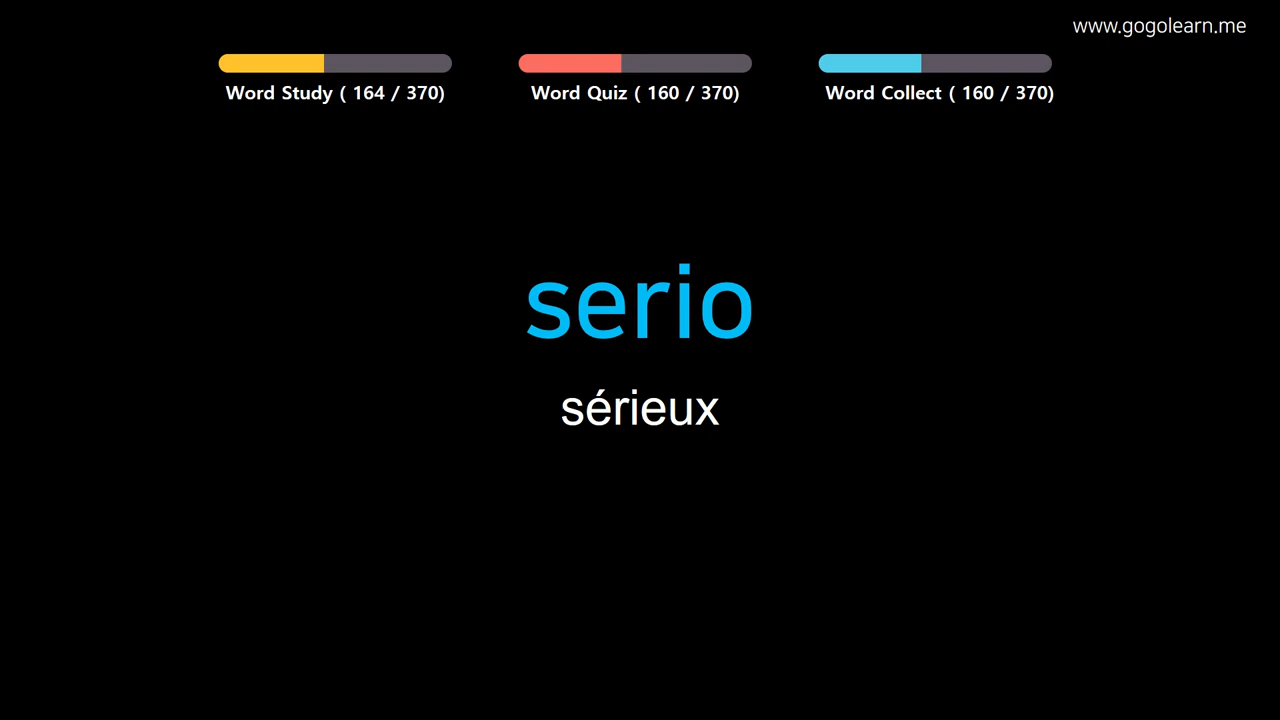 www.gogolearn.me
Word Study ( 164 / 370)
Word Quiz ( 160 / 370)
Word Collect ( 160 / 370)
serio
sérieux